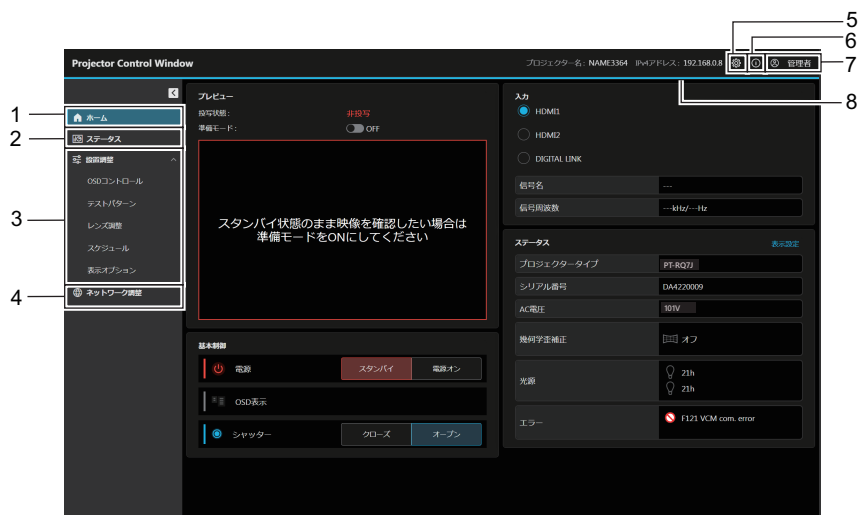 5
6
7
8
Projector Control Window
プロジェクター名: NAME3364 IPv4アドレス: 192.168.0.8 管理者
1
2
3
4
ホーム
ステータス
設置調整
OSDコントロール
テストパターン
レンズ調整
スケジュール
表示オプション
ネットワーク調整
プレビュー
投写状態: 非投写
準備モード: OFF
スタンバイ状態のまま映像を確認したい場合は
準備モードをONにしてください
基本制御
電源 スタンバイ 電源オン
OSD表示
シャッター クローズ オープン
入力
HDMI1
HDMI2
DIGITAL LINK
信号名 ---
信号周波数 ---kHz/---Hz
ステータス 表示設定
プロジェクタータイプ PT-RQ7J
シリアル番号 DA4220009
AC電圧 101V
幾何学歪補正 オフ
光源 21h
21h
エラー F121 VCM com. error